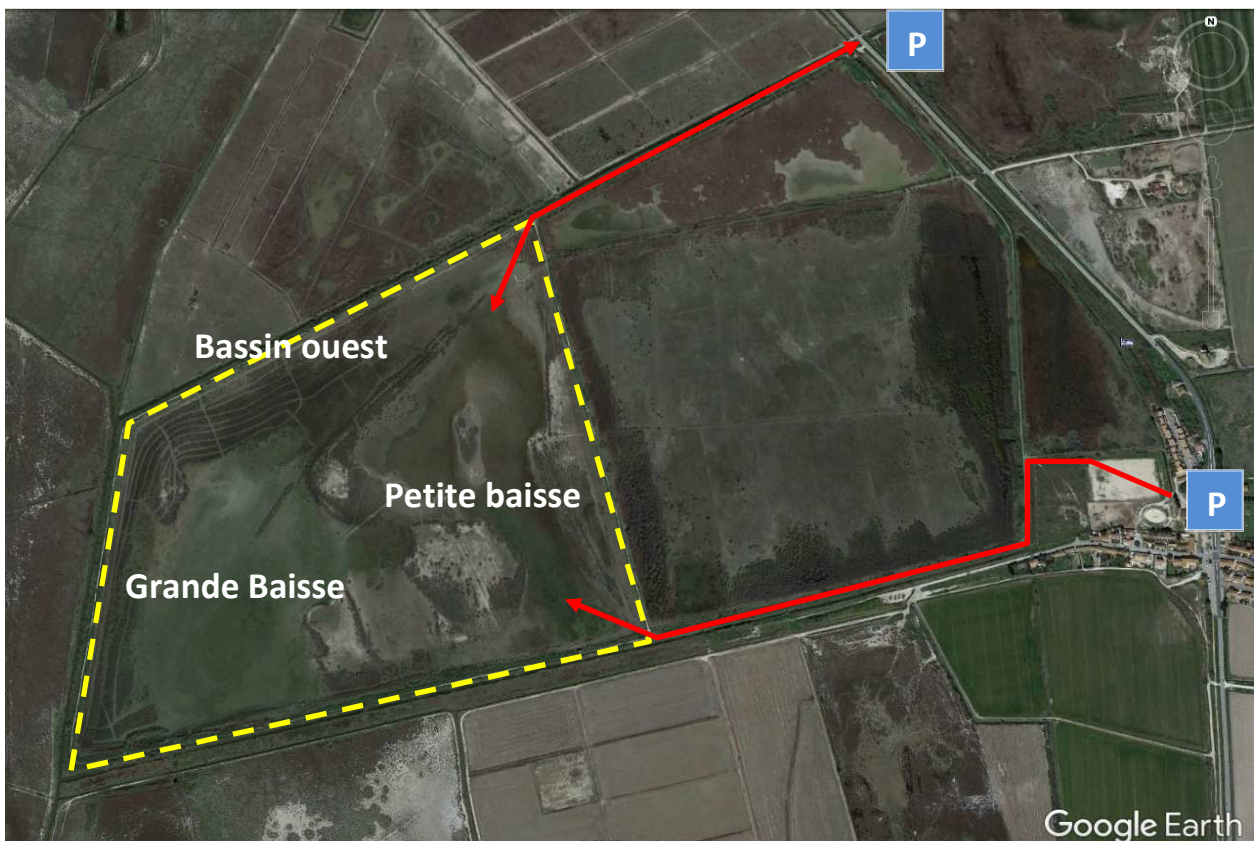 N
P
Bassin ouest
Petite baisse
P
Grande Baisse
Google Earth